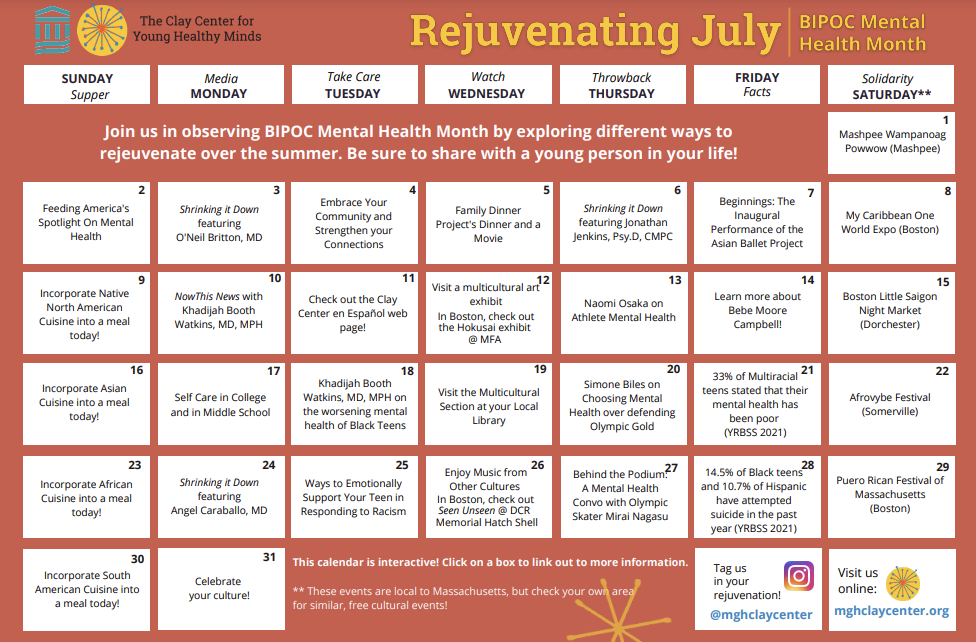 The Clay Center for
Young Healthy Minds
Rejuvenating July
BIPOC Mental
Health Month
SUNDAY
Supper
Media
MONDAY
Take Care
TUESDAY
Watch
WEDNESDAY
Throwback
THURSDAY
FRIDAY
Facts
Solidarity
SATURDAY**
Join us in observing BIPOC Mental Health Month by exploring different ways to
rejeuvenate over the summer. Be sure to share with a young person in your life!
1
Mashpee Wampanoag
Powwow (Mashpee)
2
Feeding America's
Spotlight On Mental
Health
3
Shrinking it Down
featuring
O'Neil Britton, MD
4
Embrace Your
Community and
Strengthen your
Connections
5
Family Dinner
Project's Dinner and a
Movie
6
Shrinking it Down
featuring Jonathan
Jenkins, Psy.D, CMPC
7
Beginnings: The
Inaugural
Performance of the
Asian Ballet Project
8
My Caribbean One
World Expo (Boston)
9
Incorporate Native
North American
Cuisine into a meal
today!
10
NowThis News with
Khadijah Booth
Watkins, MD, MPH
11
Check out the Clay
Center en Español web
page!
12
Visit a multicultural art
exhibit
In Boston, check out
the Hokusai exhibit
@ MFA
13
Naomi Osaka on
Athlete Mental Health
14
Learn more about
Bebe Moore
Campbell!
15
Boston Little Saigon
Night Market
(Dorchester)
16
Incorporate Asian
Cuisine into a meal
today!
17
Self Care in College
and in Middle School
18
Khadijah Booth
Watkins, MD, MPH on
the worsening mental
health of Black Teens
19
Visit the Multicultural
Section at your Local
Library
20
Simone Biles on
Choosing Mental
Health over defending
Olympic Gold
21
33% of Multiracial
teens stated that their
mental health has
been poor
(YRBSS 2021)
22
Afrovybe Festival
(Somerville)
23
Incorporate African
Cuisine into a meal
today!
24
Shrinking it Down
featuring
Angel Caraballo, MD
25
Ways to Emotionally
Support Your Teen in
Responding to Racism
26
Enjoy Music from
Other Cultures
In Boston, check out
Seen Unseen @ DCR
Memorial Hatch Shell
27
Behind the Podium:
A Mental Health
Convo with Olympic
Skater Mirai Nagasu
28
14.5% of Black teens
and 10.7% of Hispanic
have attempted
suicide in the past
year (YRBSS 2021)
29
Puero Rican Festival of
Massachusetts
(Boston)
30
Incorporate South
American Cuisine into
a meal today!
31
Celebrate
your culture!
This calendar is interactive! Click on a box to link out to more information.
** These events are local to Massachusetts, but check your own area
for similar, free cultural events!
Tag us
in your
rejuvenation!
@mghclaycenter
Visit us
online:
mghclaycenter.org